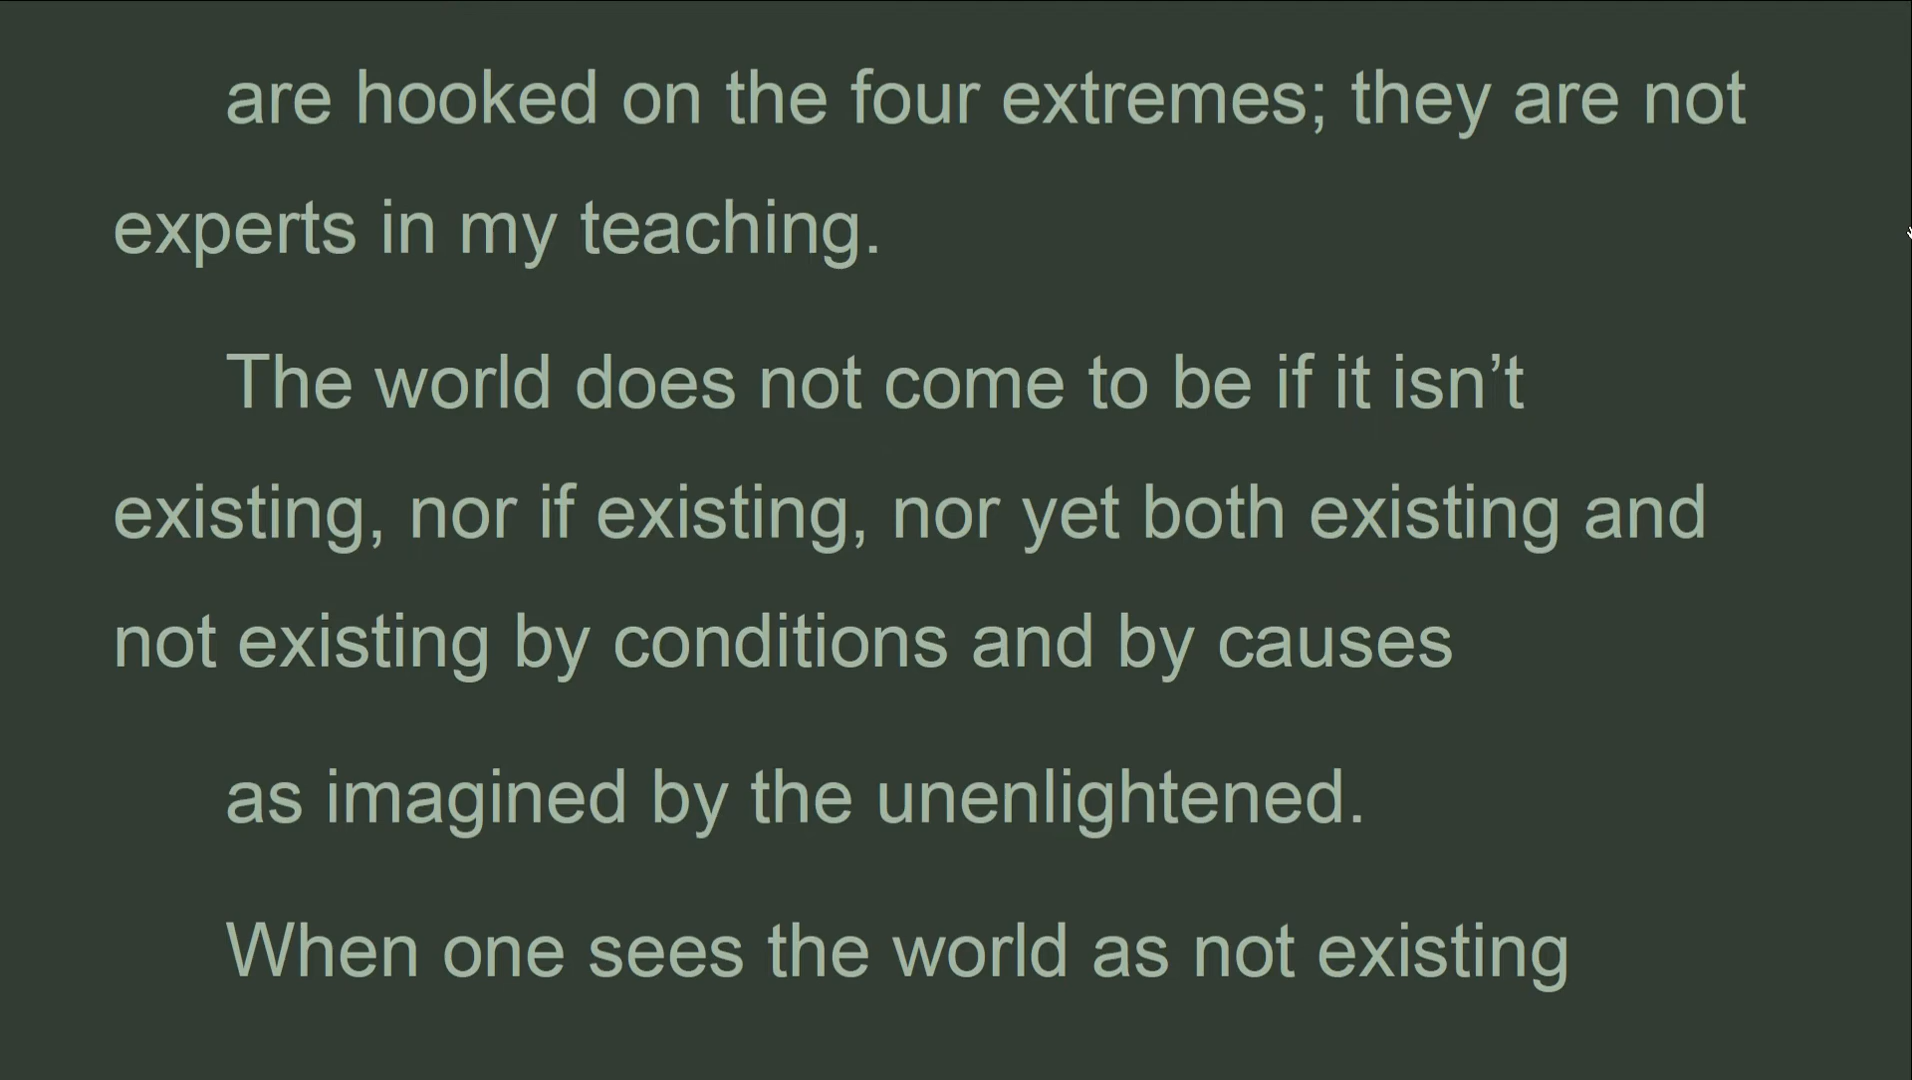 are hooked on the four extremes; they are not
experts in my teaching.
The world does not come to be if it isn’t
existing, nor if existing, nor yet both existing and
not existing by conditions and by causes
as imagined by the unenlightened.
When one sees the world as not existing